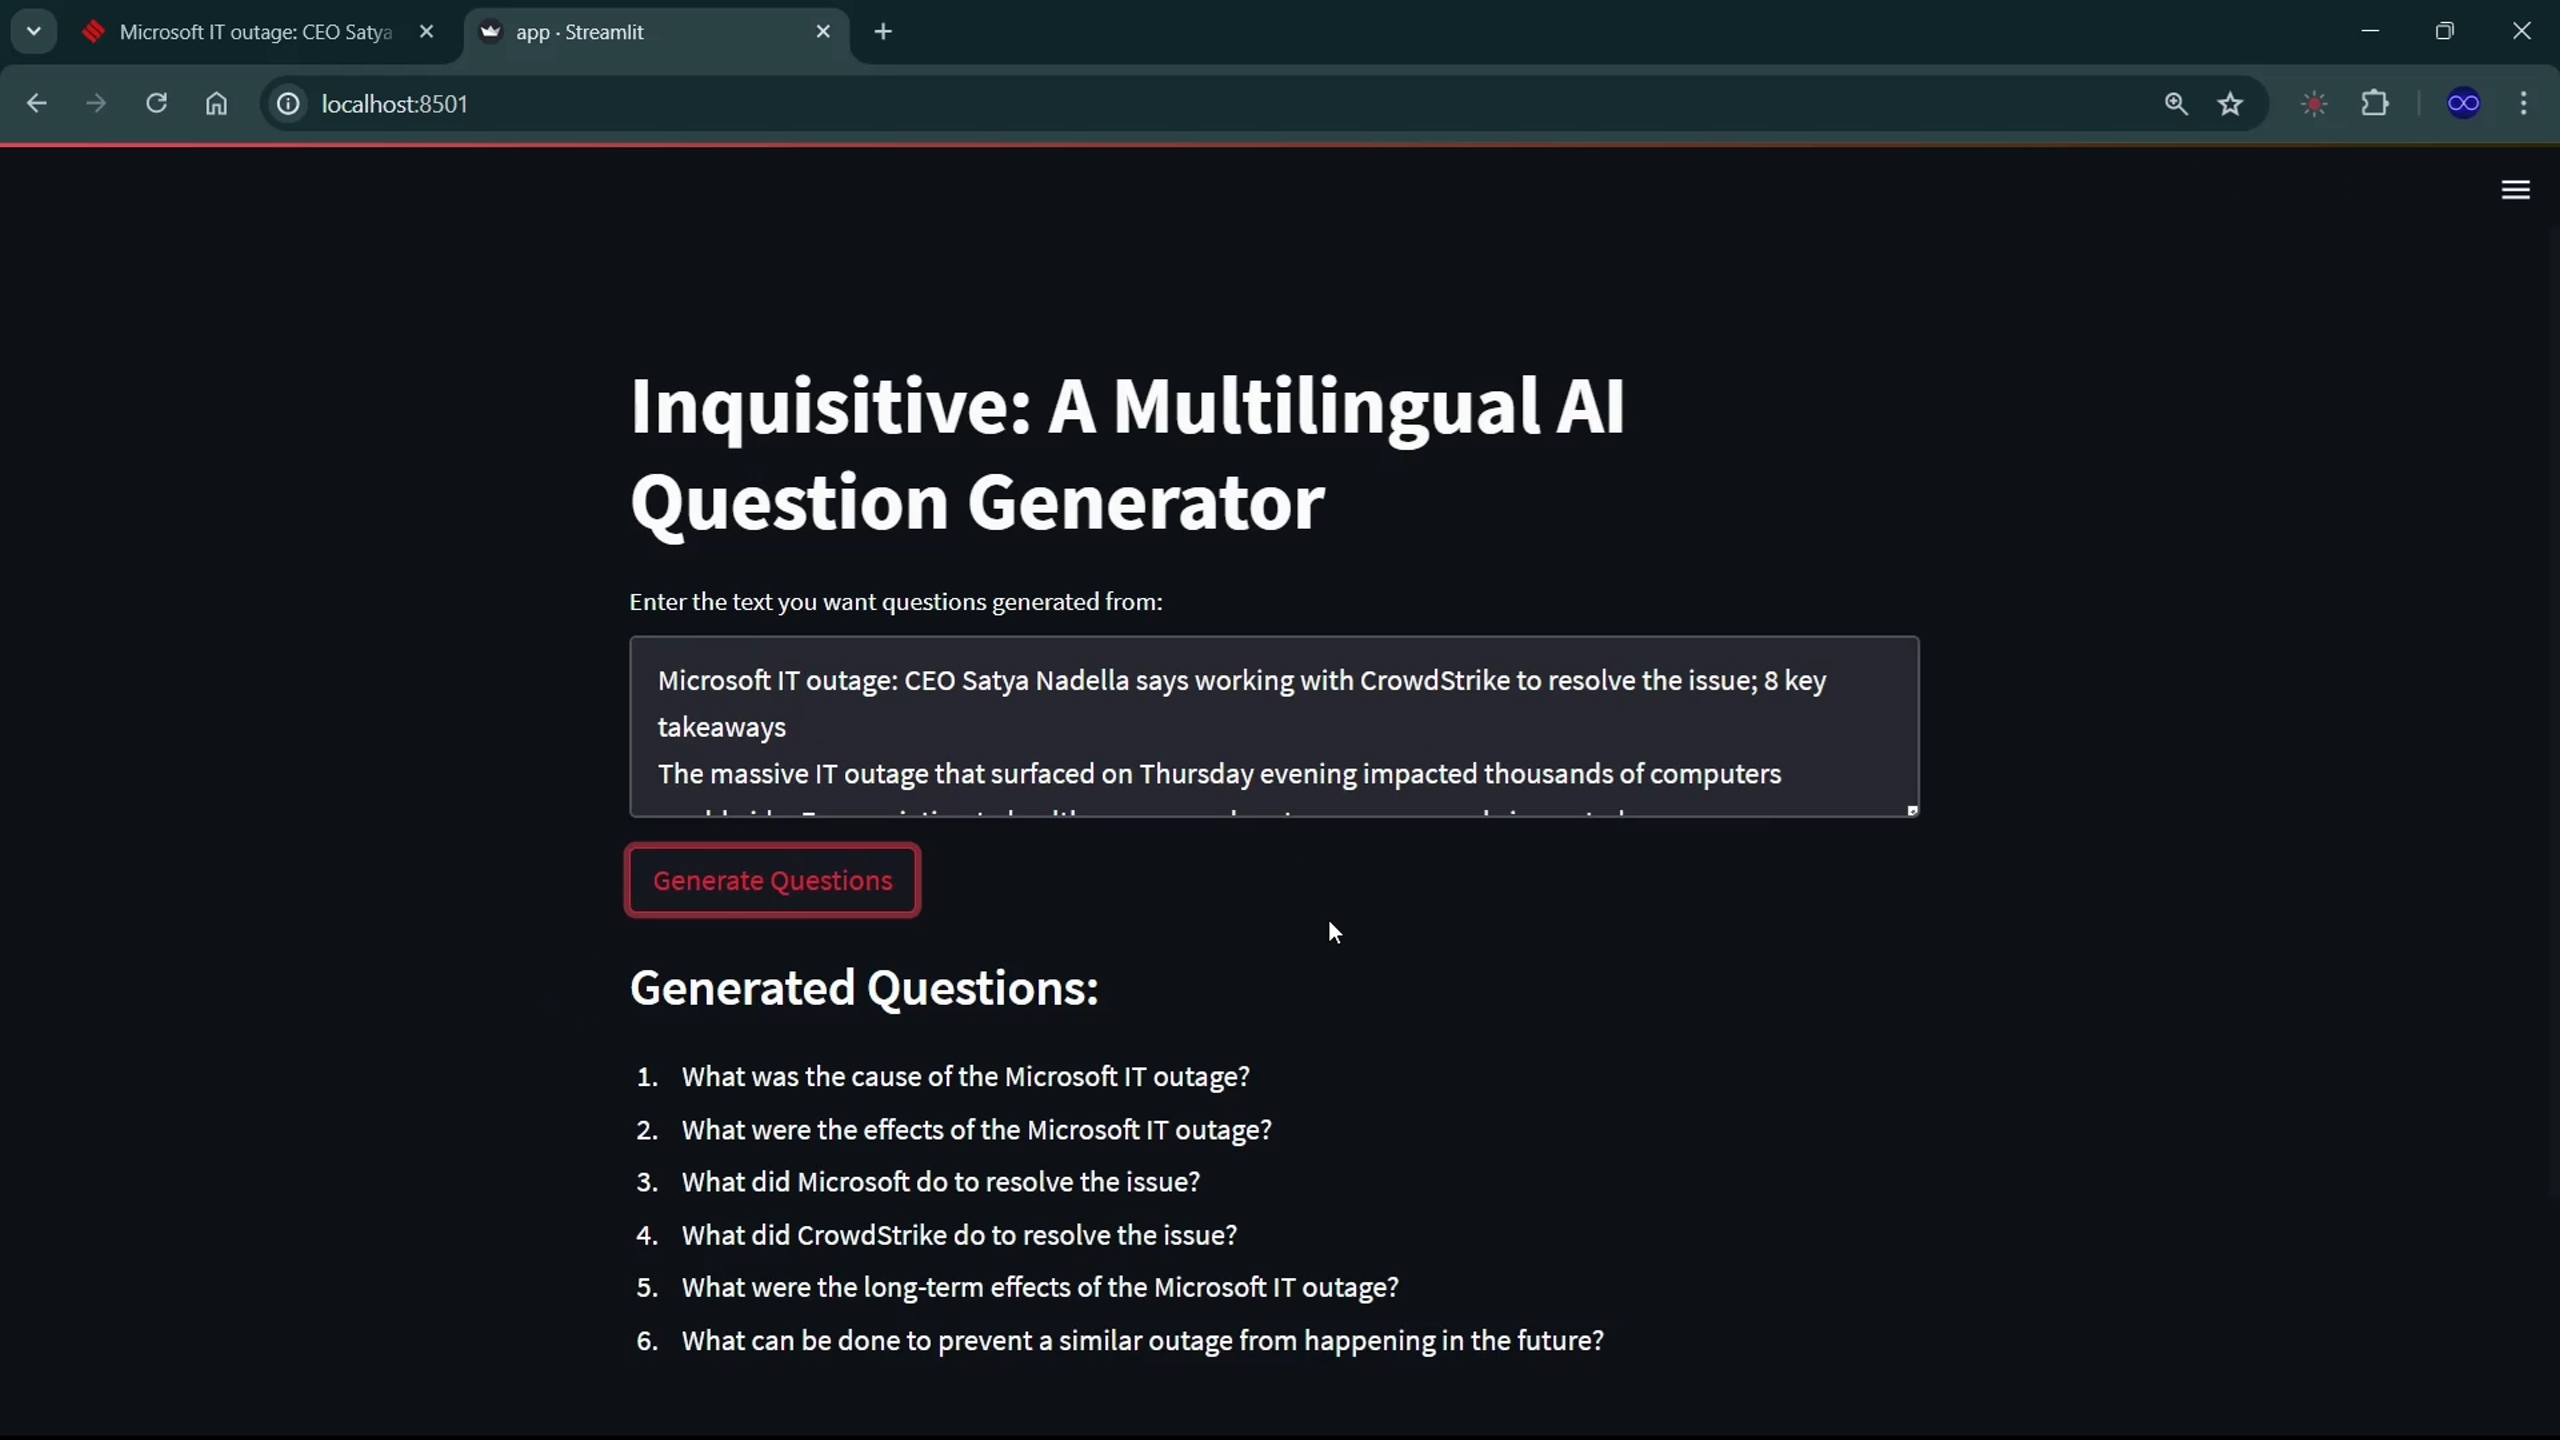 Microsoft IT outage: CEO Satya
app · Streamlit
localhost:8501
Inquisitive: A Multilingual AI
Question Generator
Enter the text you want questions generated from:
Microsoft IT outage: CEO Satya Nadella says working with CrowdStrike to resolve the issue; 8 key
takeaways
The massive IT outage that surfaced on Thursday evening impacted thousands of computers
Generate Questions
Generated Questions:
1. What was the cause of the Microsoft IT outage?
2. What were the effects of the Microsoft IT outage?
3. What did Microsoft do to resolve the issue?
4. What did CrowdStrike do to resolve the issue?
5. What were the long-term effects of the Microsoft IT outage?
6. What can be done to prevent a similar outage from happening in the future?